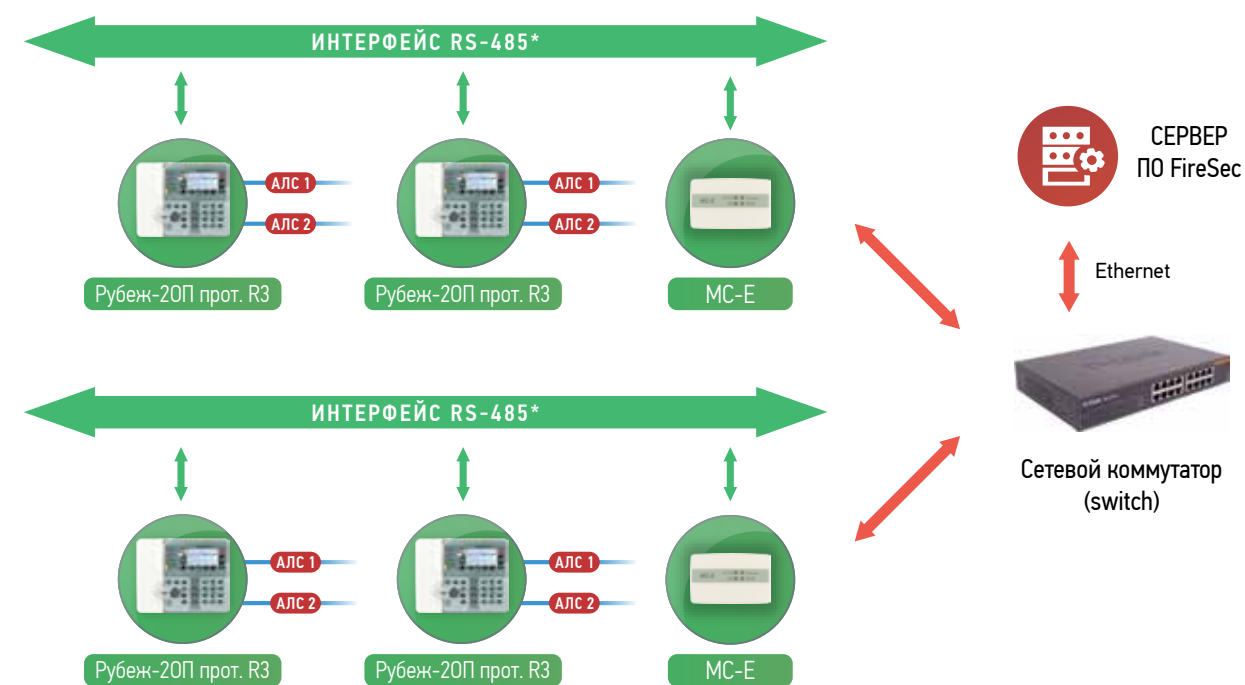 ИНТЕРФЕЙС RS-485*
АЛС 1
АЛС 2
АЛС 1
АЛС 2
МС-Е
Рубеж-2ОП прот. R3
Рубеж-2ОП прот. R3
МС-Е
СЕРВЕР
ПО FireSec
Ethernet
ИНТЕРФЕЙС RS-485*
АЛС 1
АЛС 2
АЛС 1
АЛС 2
МС-Е
Рубеж-2ОП прот. R3
Рубеж-2ОП прот. R3
МС-Е
Сетевой коммутатор
(switch)